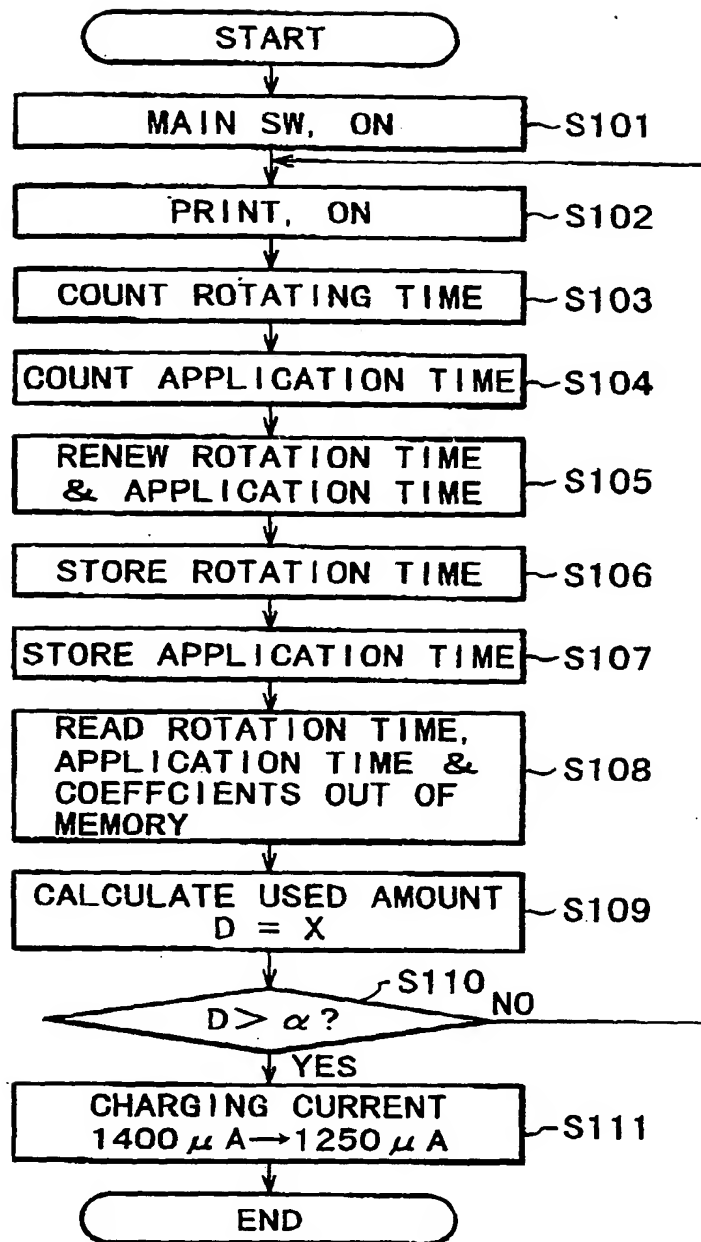 START
MAIN SW, ON
S101
PRINT, ON
S102
COUNT ROTATING TIME
S103
COUNT APPLICATION TIME
S104
RENEW ROTATION TIME
& APPLICATION TIME
S105
STORE ROTATION TIME
S106
STORE APPLICATION TIME
S107
READ ROTATION TIME,
APPLICATION TIME &
COEFFCIENTS OUT OF
MEMORY
S108
CALCULATE USED AMOUNT
D = X
S109
S110
D > α ?
NO
YES
CHARGING CURRENT
1400 μ A→1250 μ A
S111
END